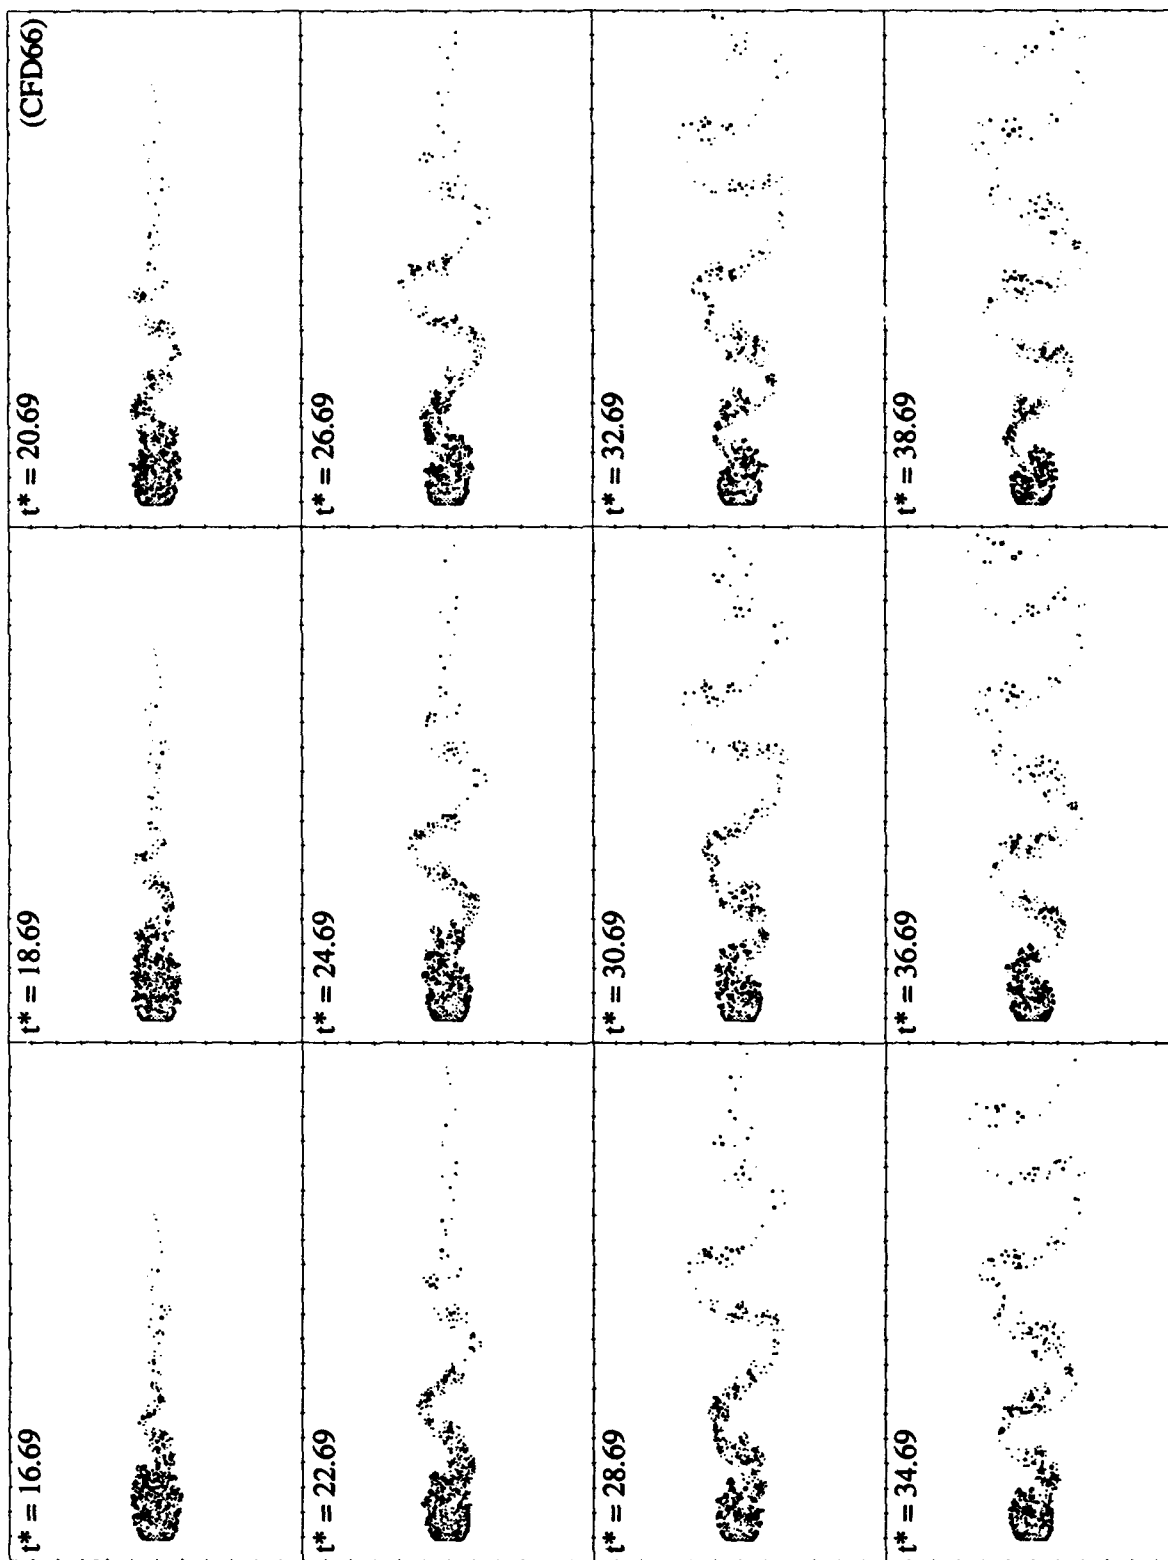 (CFD66)
t* = 16.69
t* = 18.69
t* = 20.69
t* = 22.69
t* = 24.69
t* = 26.69
t* = 28.69
t* = 30.69
t* = 32.69
t* = 34.69
t* = 36.69
t* = 38.69